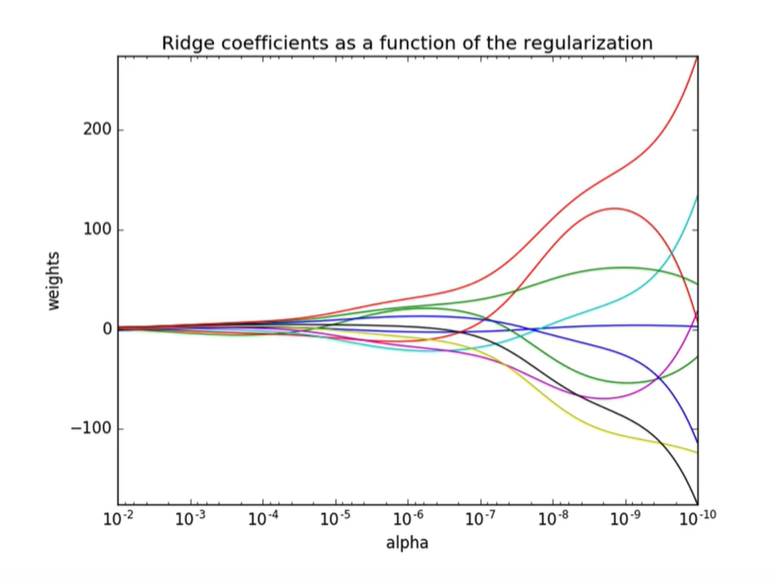 Ridge coefficients as a function of the regularization
200
100
0
−100
weights
10⁻² 10⁻³ 10⁻⁴ 10⁻⁵ 10⁻⁶ 10⁻⁷ 10⁻⁸ 10⁻⁹ 10⁻¹⁰
alpha